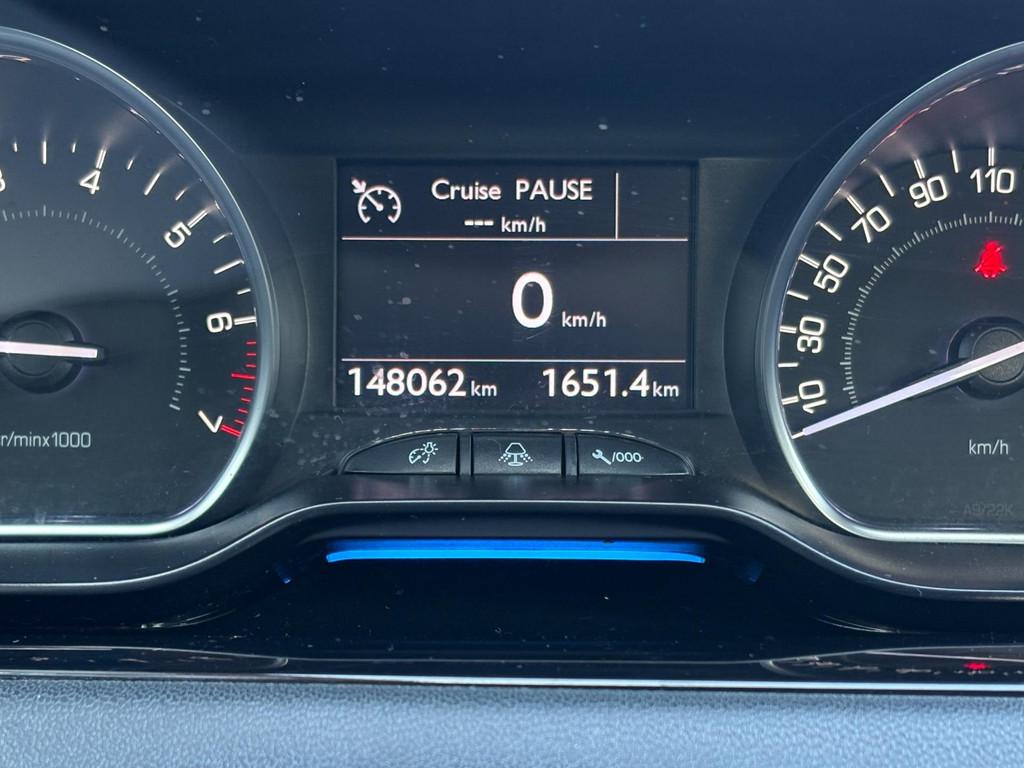 Cruise PAUSE
--- km/h
0 km/h
148062 km 1651.4 km
/000
4
5
6
7
r/minx1000
10
30
50
70
90
110
km/h
A9722K